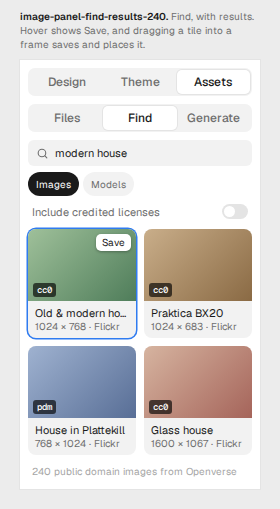 image-panel-find-results-240. Find, with results.
Hover shows Save, and dragging a tile into a
frame saves and places it.
Design Theme Assets
Files Find Generate
modern house
Images Models
Include credited licenses
Save
cc0 cc0
Old & modern ho... Praktica BX20
1024 × 768 · Flickr 1024 × 683 · Flickr
pdm cc0
House in Plattekill Glass house
768 × 1024 · Flickr 1600 × 1067 · Flickr
240 public domain images from Openverse